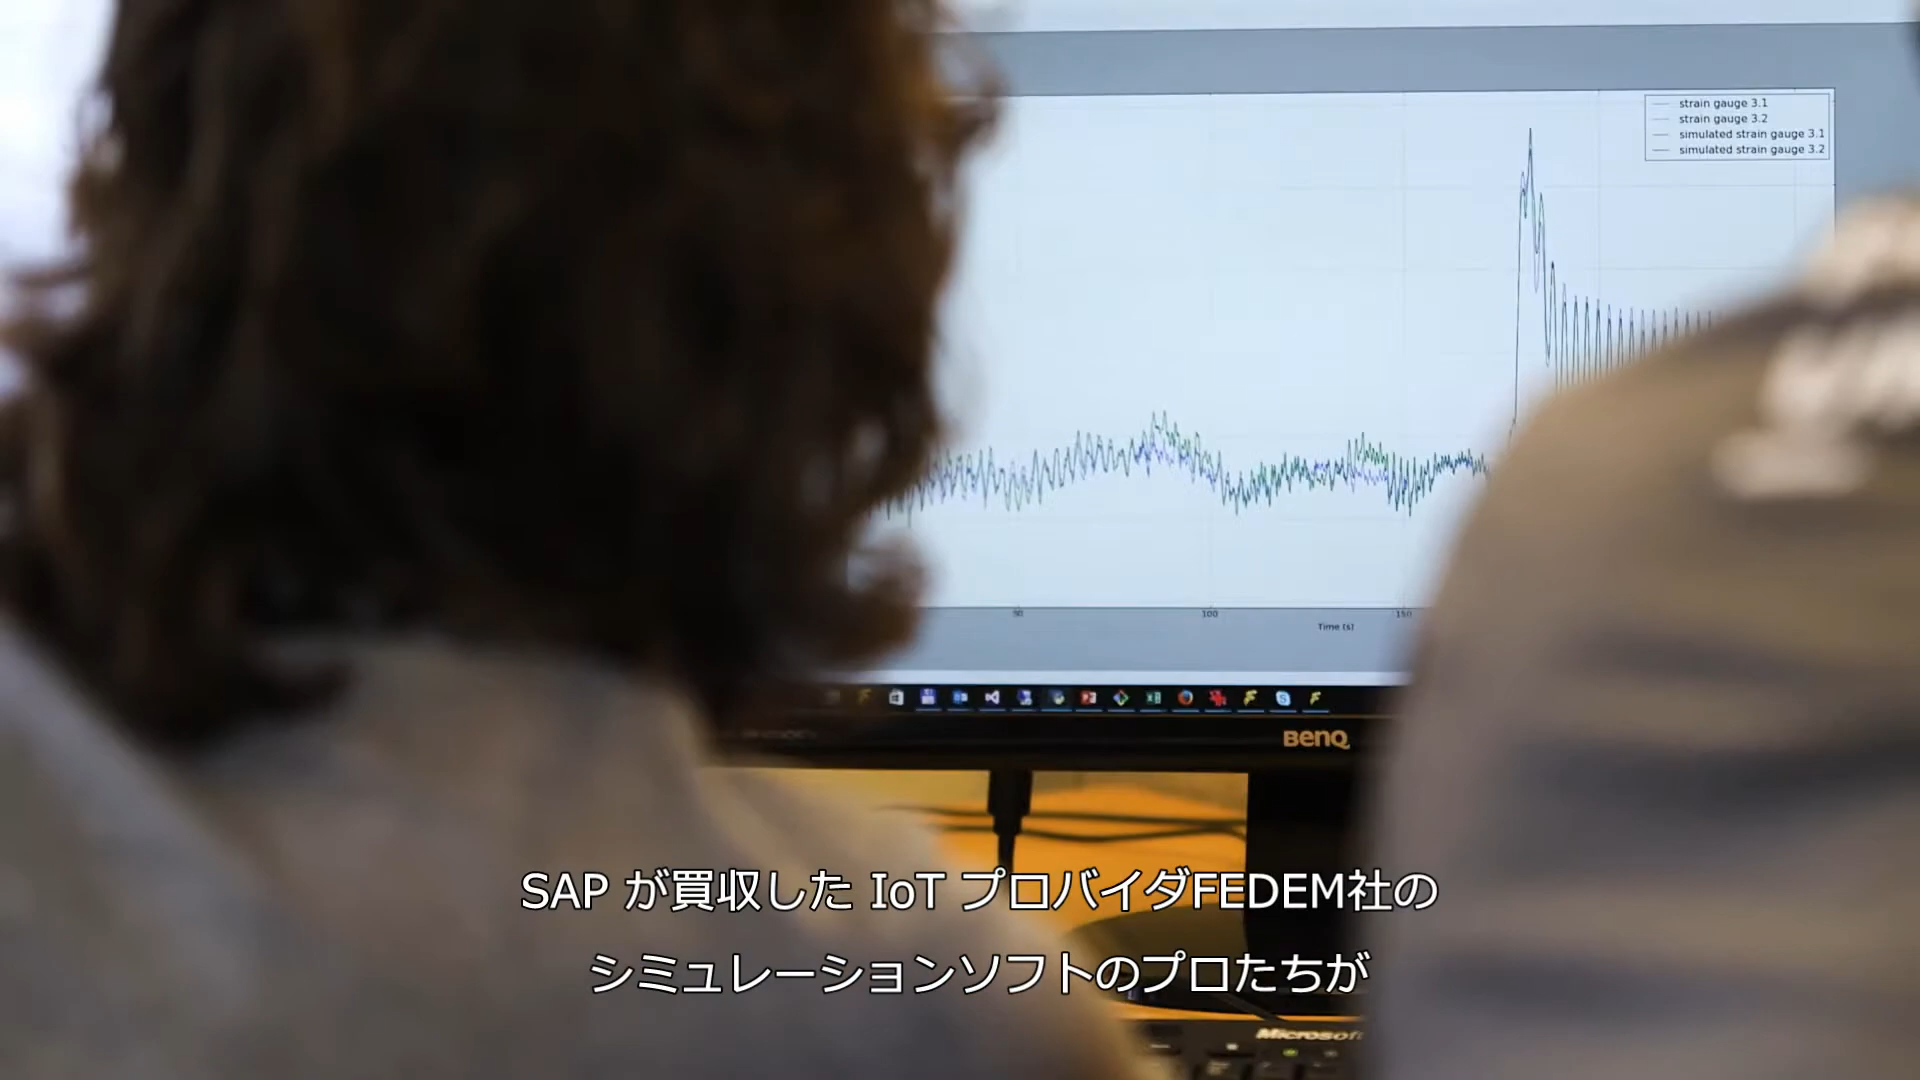 strain gauge 3.1
strain gauge 3.2
simulated strain gauge 3.1
simulated strain gauge 3.2
100
150
Time (s)
BenQ
SAP が買収した IoT プロバイダFEDEM社の
シミュレーションソフトのプロたちが
Microsoft